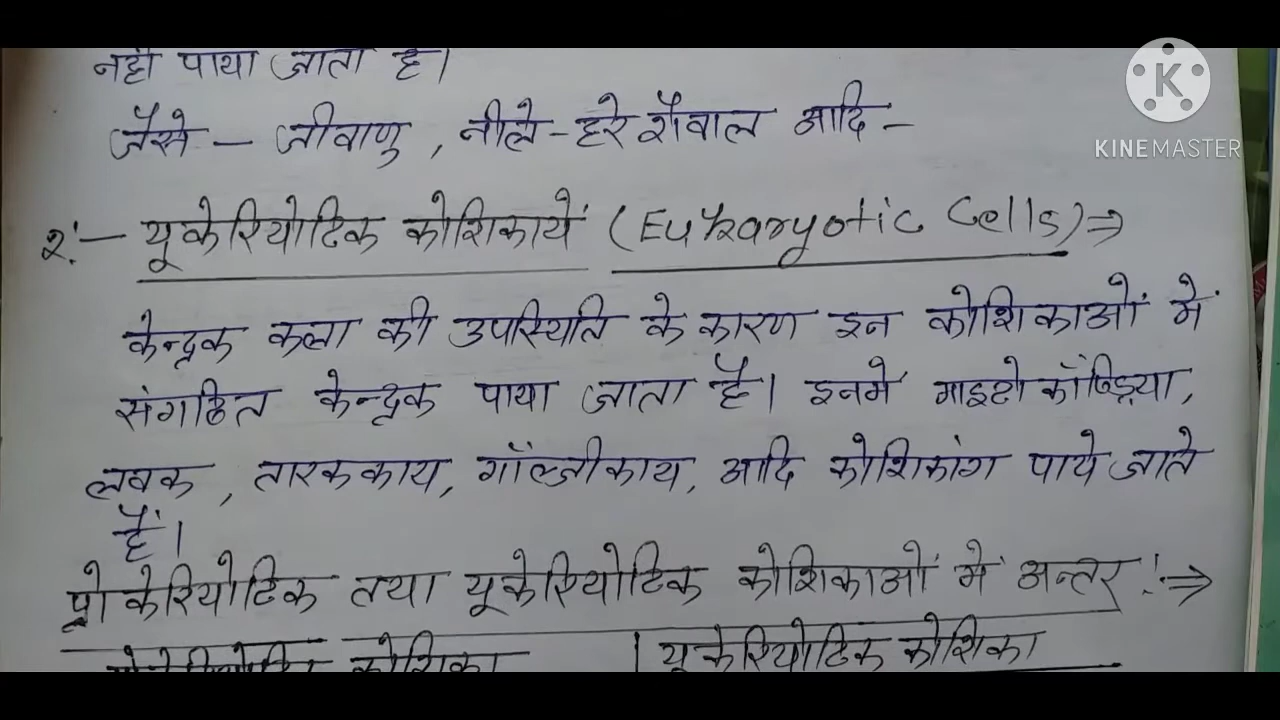 नहीं पाया जाता है।
K
KINEMASTER
जैसे – जीवाणु, नीले-हरे शैवाल आदि –
२:– यूकेरियोटिक कोशिकायें (Eukaryotic Cells) ⇒
केन्द्रक कला की उपस्थिति के कारण इन कोशिकाओं में
संगठित केन्द्रक पाया जाता है। इनमें माइटोकॉण्ड्रिया,
लवक, तारककाय, गॉल्जीकाय, आदि कोशिकांग पाये जाते
हैं।
प्रोकेरियोटिक तथा यूकेरियोटिक कोशिकाओं में अन्तर :⇒
कोशिका | यूकेरियोटिक कोशिका